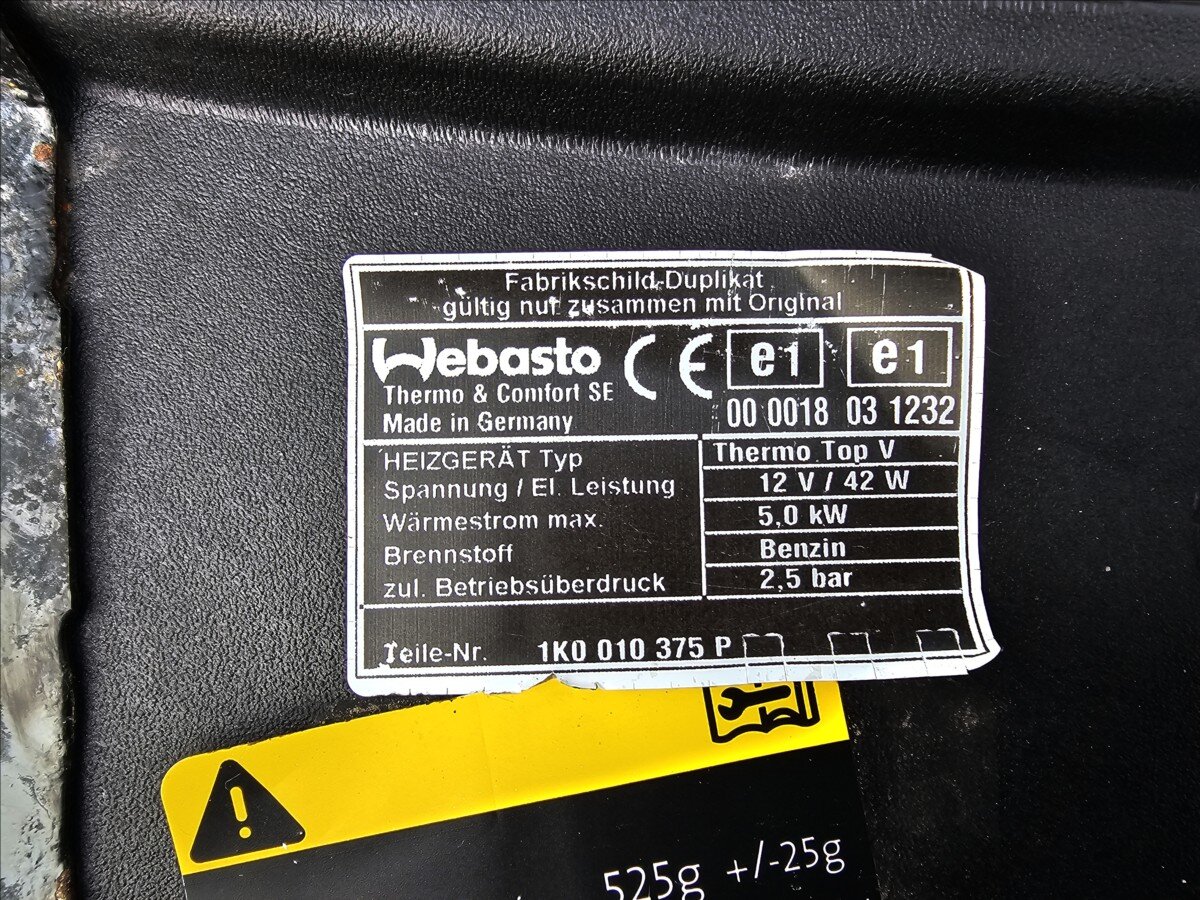 Fabrikschild-Duplikat
gültig nur zusammen mit Original
Webasto CE e1 e1
Thermo & Comfort SE
Made in Germany 00 0018 03 1232
HEIZGERÄT Typ Thermo Top V
Spannung / El. Leistung 12 V / 42 W
Wärmestrom max. 5,0 kW
Brennstoff Benzin
zul. Betriebsüberdruck 2,5 bar
Teile-Nr. 1K0 010 375 P
525g +/-25g